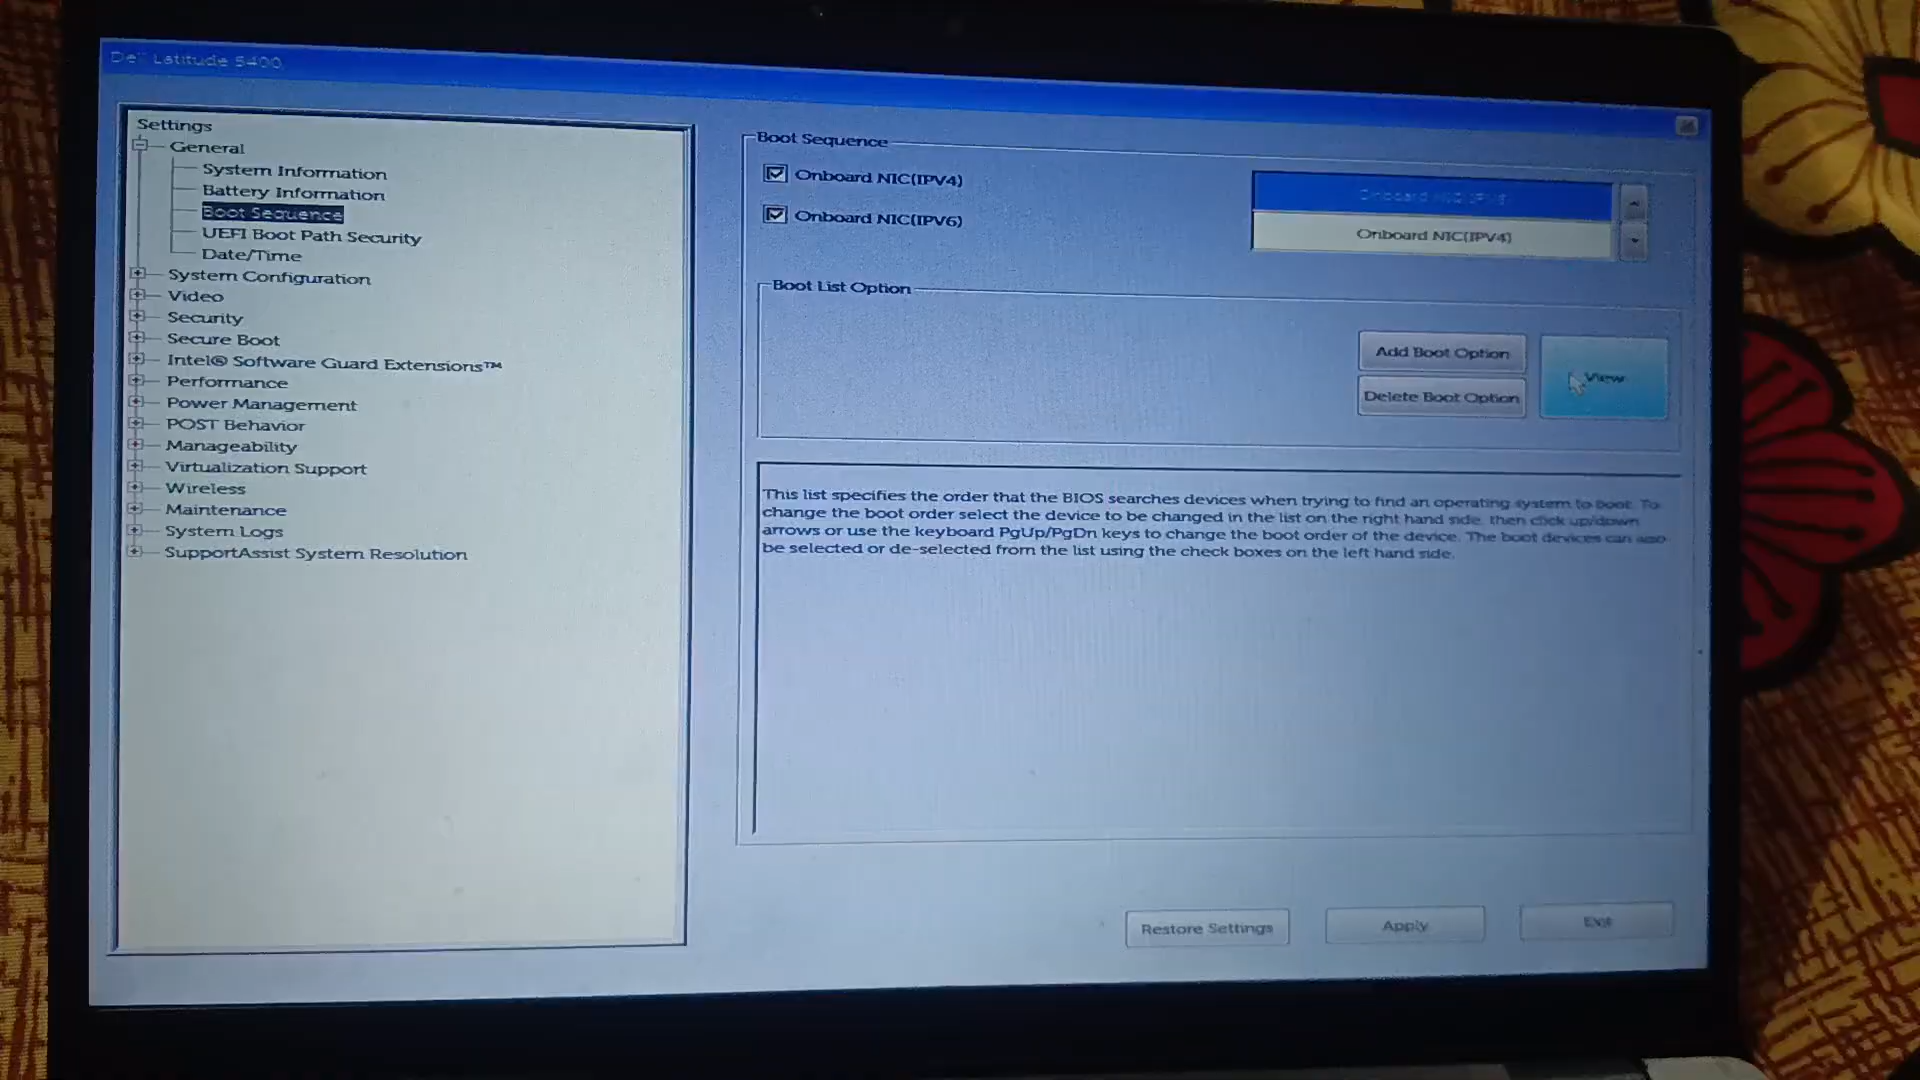 Dell Latitude 5400
Settings
General
System Information
Battery Information
Boot Sequence
UEFI Boot Path Security
Date/Time
System Configuration
Video
Security
Secure Boot
Intel® Software Guard Extensions™
Performance
Power Management
POST Behavior
Manageability
Virtualization Support
Wireless
Maintenance
System Logs
SupportAssist System Resolution
Boot Sequence
Onboard NIC(IPV4)
Onboard NIC(IPV6)
Onboard NIC(IPV6)
Onboard NIC(IPV4)
Boot List Option
Add Boot Option
Delete Boot Option
View
This list specifies the order that the BIOS searches devices when trying to find an operating system to boot. To
change the boot order select the device to be changed in the list on the right hand side, then click up/down
arrows or use the keyboard PgUp/PgDn keys to change the boot order of the device. The boot devices can also
be selected or de-selected from the list using the check boxes on the left hand side.
Restore Settings
Apply
Exit